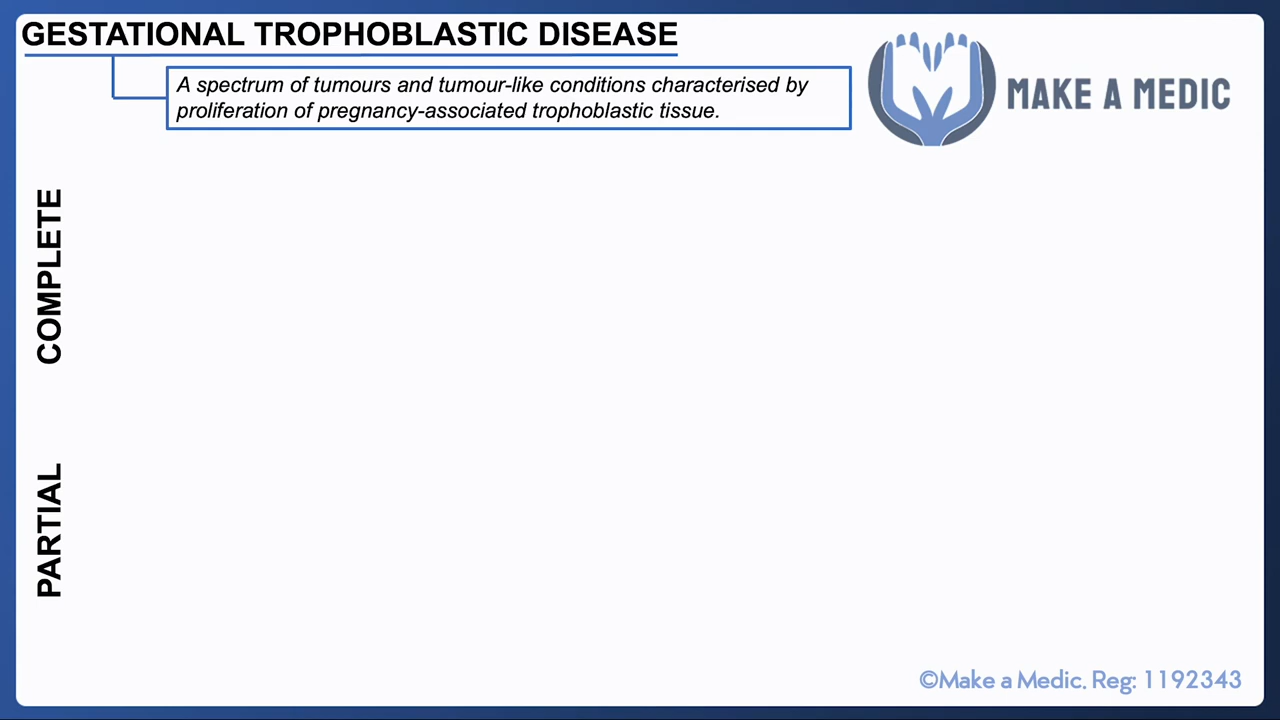 GESTATIONAL TROPHOBLASTIC DISEASE
A spectrum of tumours and tumour-like conditions characterised by
proliferation of pregnancy-associated trophoblastic tissue.
MAKE A MEDIC
COMPLETE
PARTIAL
©Make a Medic. Reg: 1192343